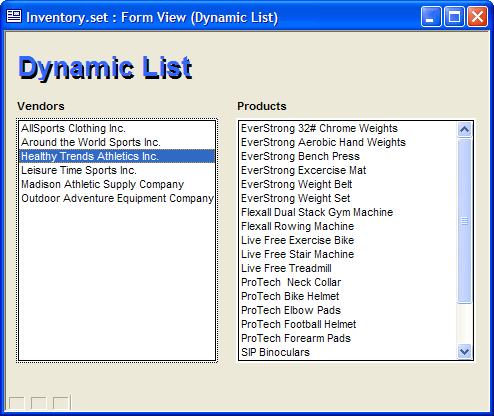 Inventory.set : Form View (Dynamic List)
Dynamic List
Vendors
AllSports Clothing Inc.
Around the World Sports Inc.
Healthy Trends Athletics Inc.
Leisure Time Sports Inc.
Madison Athletic Supply Company
Outdoor Adventure Equipment Company
Products
EverStrong 32# Chrome Weights
EverStrong Aerobic Hand Weights
EverStrong Bench Press
EverStrong Excercise Mat
EverStrong Weight Belt
EverStrong Weight Set
Flexall Dual Stack Gym Machine
Flexall Rowing Machine
Live Free Exercise Bike
Live Free Stair Machine
Live Free Treadmill
ProTech  Neck Collar
ProTech Bike Helmet
ProTech Elbow Pads
ProTech Football Helmet
ProTech Forearm Pads
SIP Binoculars